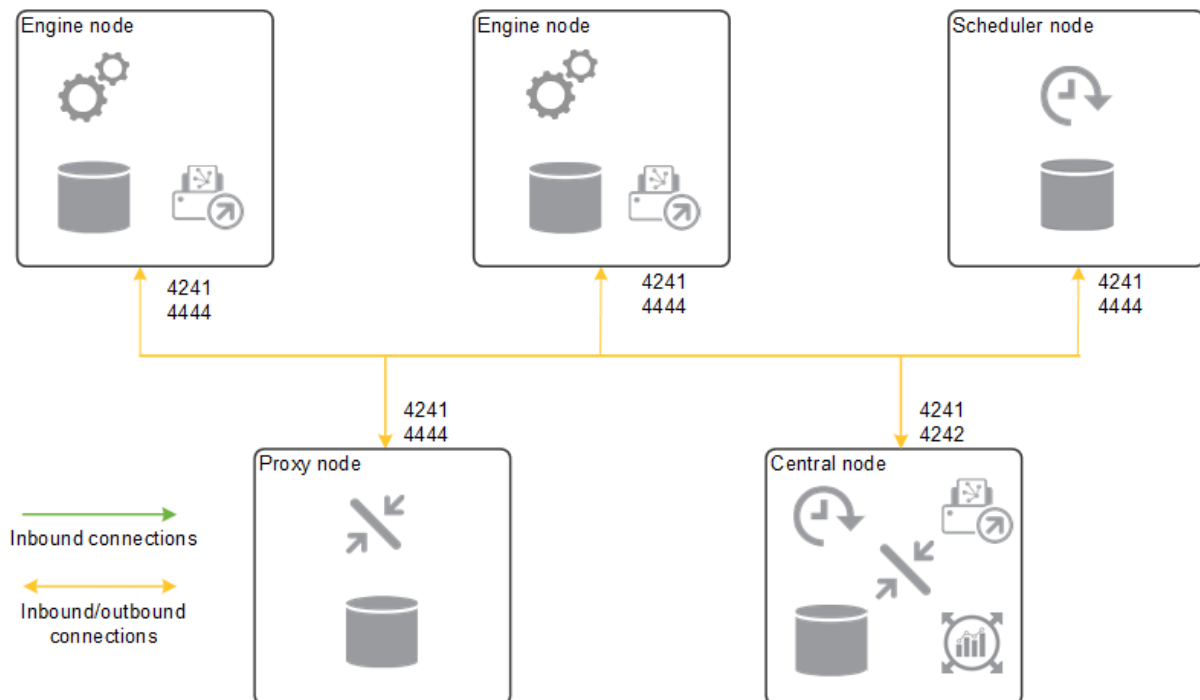 Engine node
Engine node
Scheduler node
4241
4444
4241
4444
4241
4444
4241
4444
4241
4242
Proxy node
Central node
Inbound connections
Inbound/outbound
connections